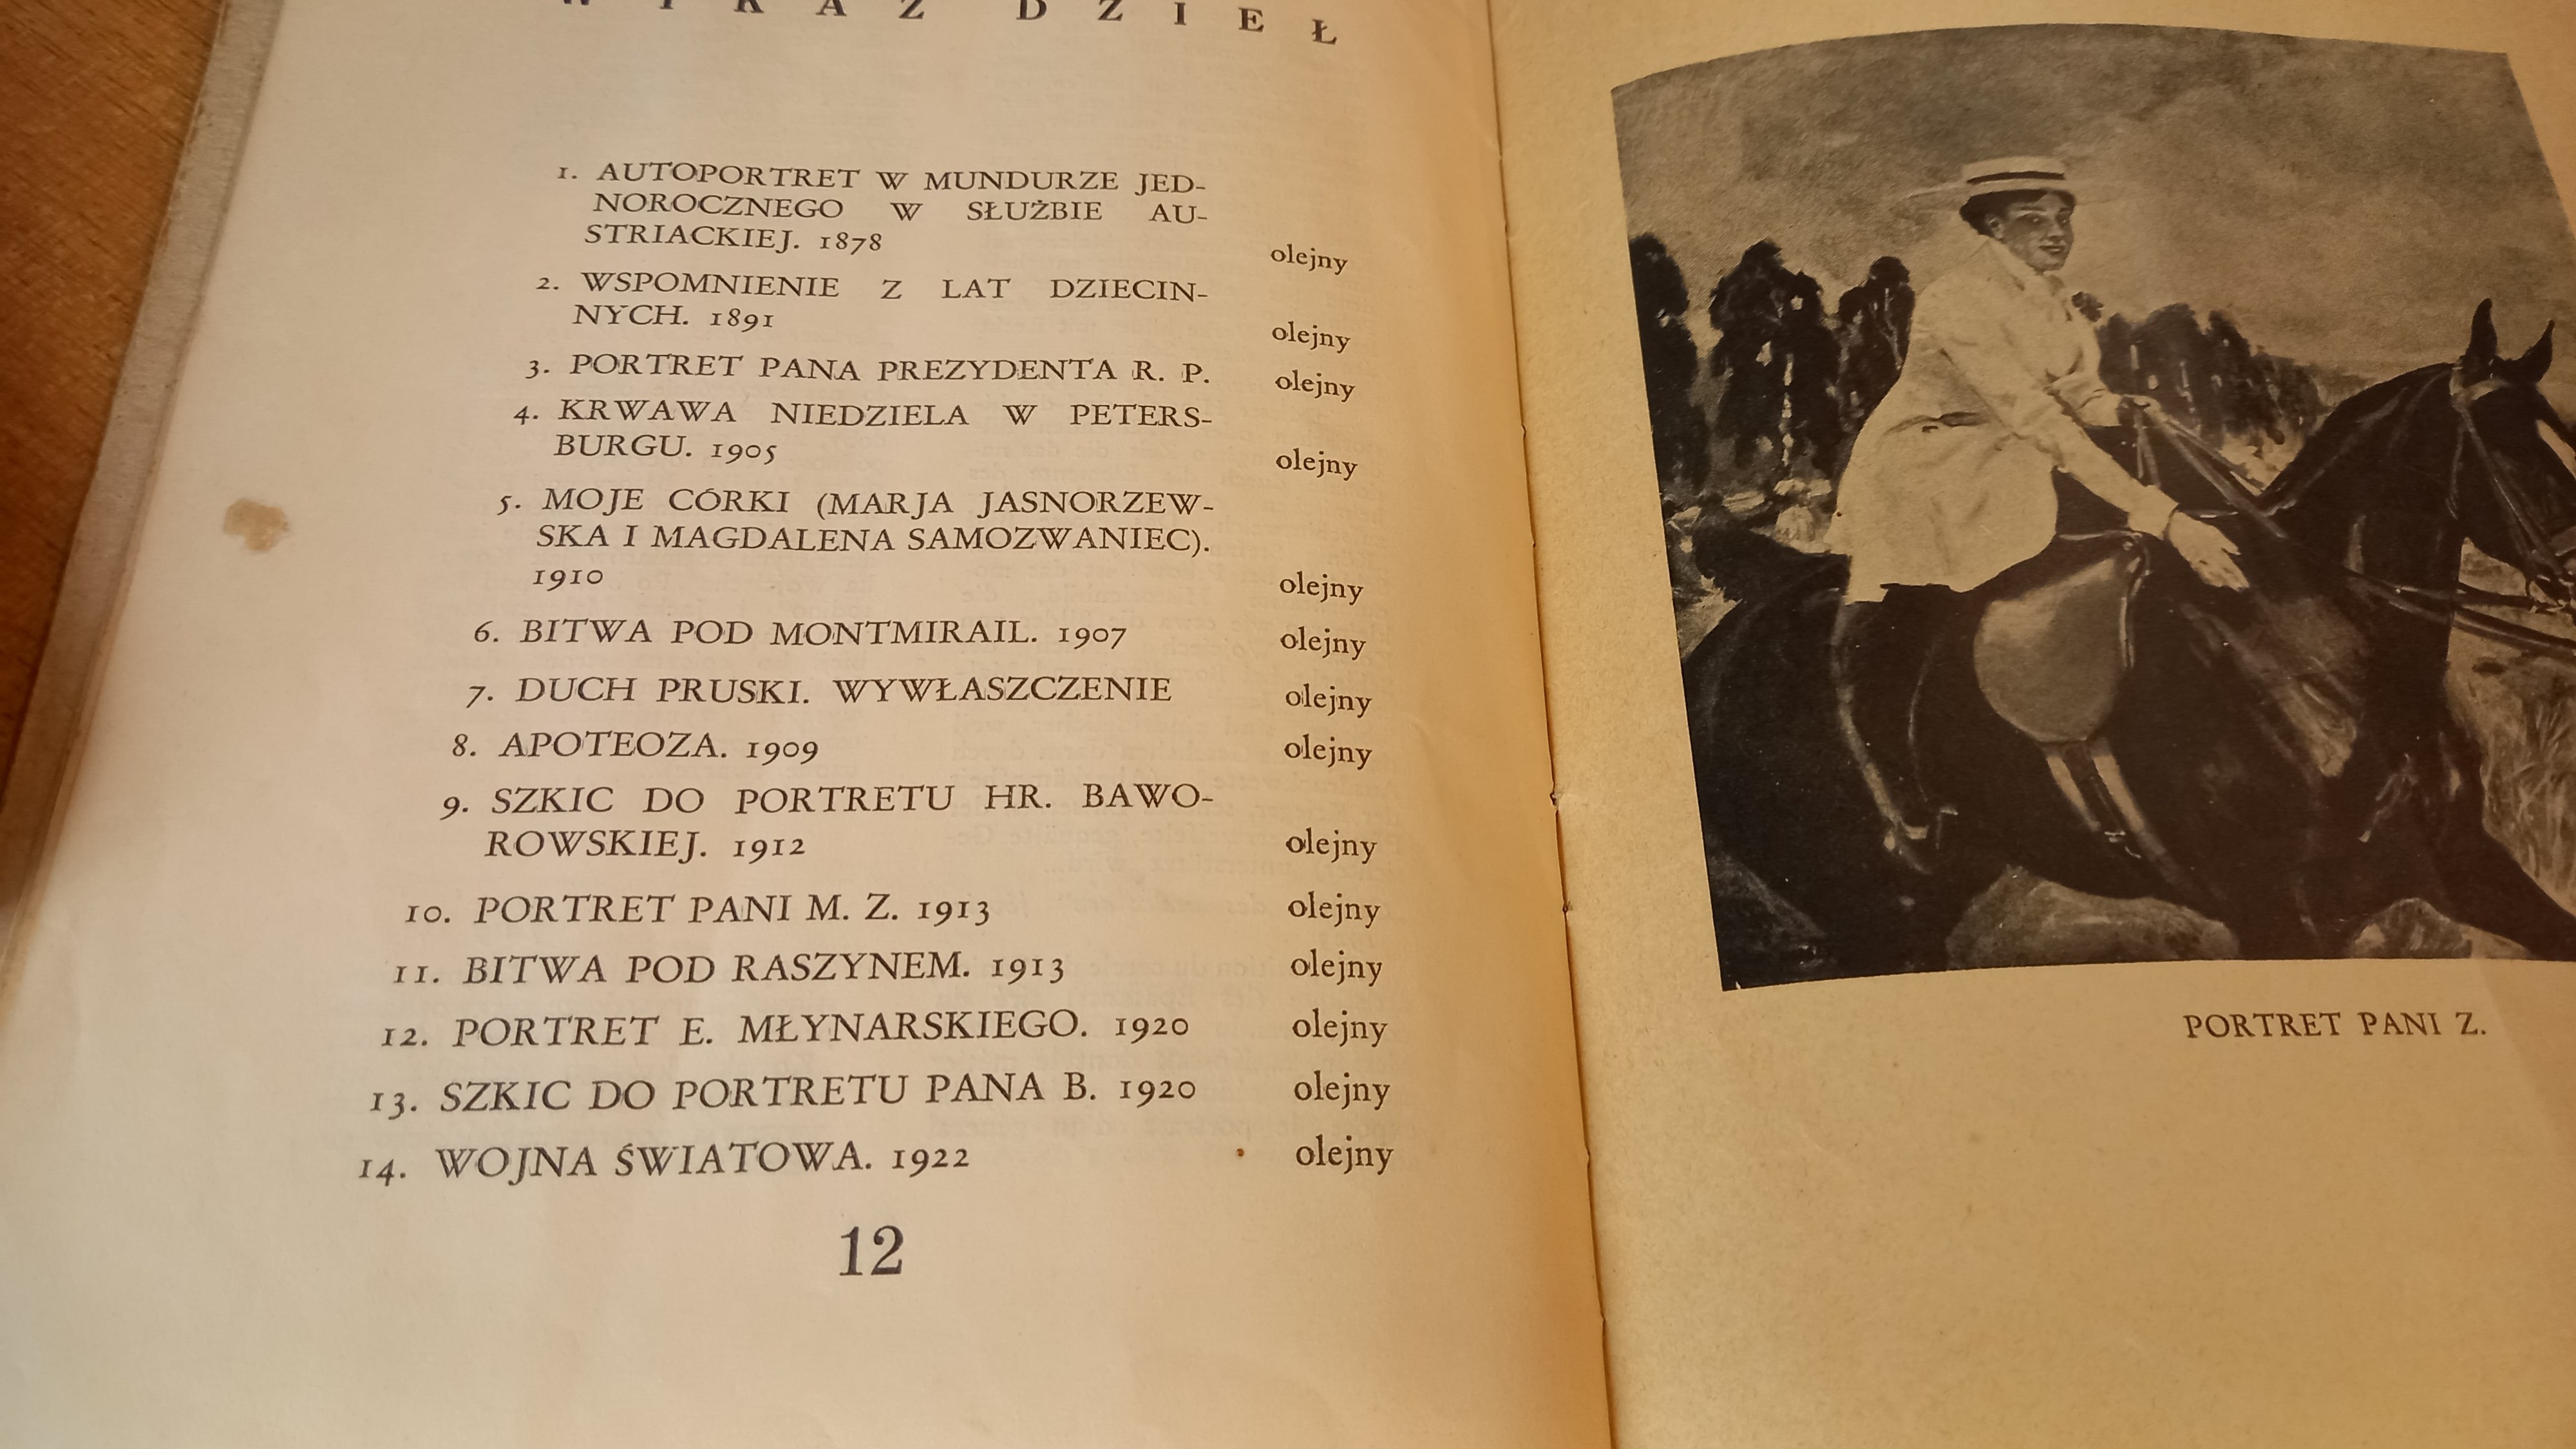 WYKAZ DZIEŁ
1. AUTOPORTRET W MUNDURZE JED-
NOROCZNEGO W SŁUŻBIE AU-
STRIACKIEJ. 1878 olejny
2. WSPOMNIENIE Z LAT DZIECIN-
NYCH. 1891 olejny
3. PORTRET PANA PREZYDENTA R. P. olejny
4. KRWAWA NIEDZIELA W PETERS-
BURGU. 1905 olejny
5. MOJE CÓRKI (MARJA JASNORZEW-
SKA I MAGDALENA SAMOZWANIEC).
1910 olejny
6. BITWA POD MONTMIRAIL. 1907 olejny
7. DUCH PRUSKI. WYWŁASZCZENIE olejny
8. APOTEOZA. 1909 olejny
9. SZKIC DO PORTRETU HR. BAWO-
ROWSKIEJ. 1912 olejny
10. PORTRET PANI M. Z. 1913 olejny
11. BITWA POD RASZYNEM. 1913 olejny
12. PORTRET E. MŁYNARSKIEGO. 1920 olejny
13. SZKIC DO PORTRETU PANA B. 1920 olejny
14. WOJNA ŚWIATOWA. 1922 olejny
12
PORTRET PANI Z.